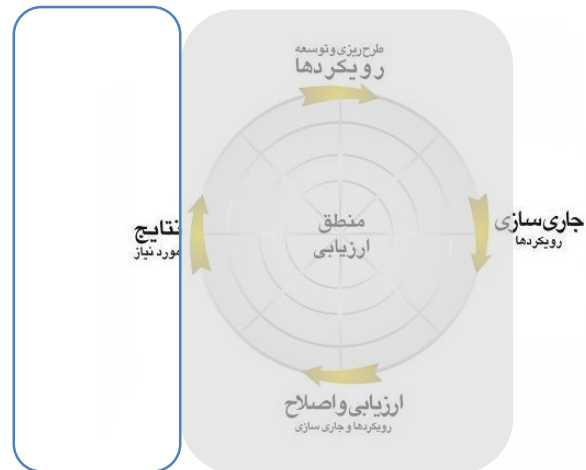 طرح‌ریزی و توسعه
رویکردها
جاری‌سازی
رویکردها
منطق
ارزیابی
نتایج
مورد نیاز
ارزیابی و اصلاح
رویکردها و جاری سازی